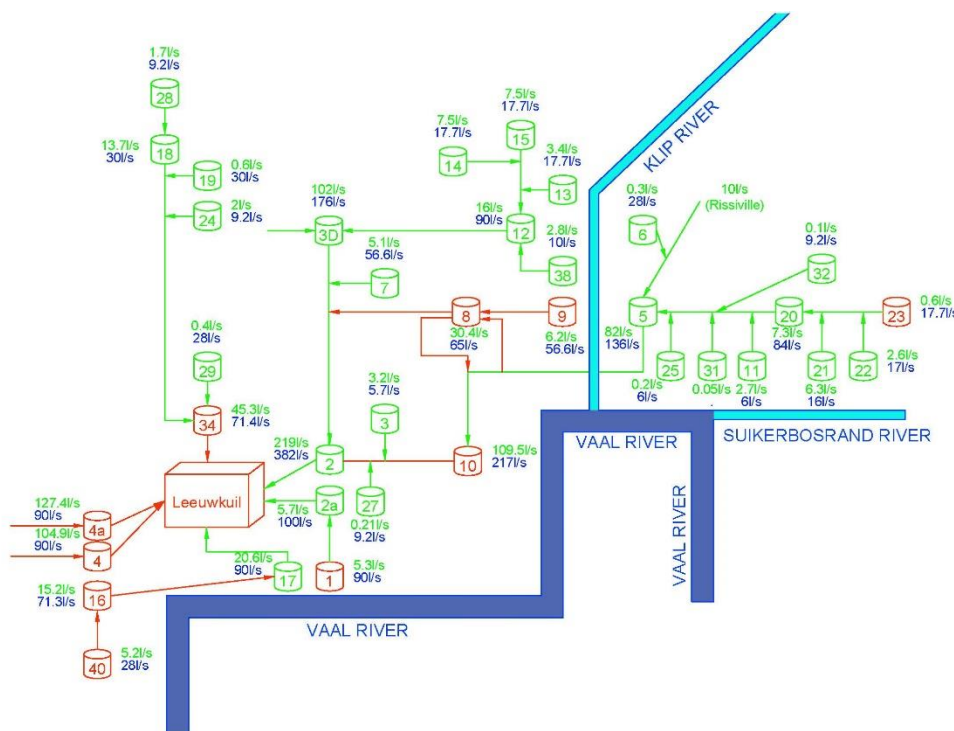 1.7l/s
9.2l/s
28
13.7l/s
30l/s
18
0.6l/s
30l/s
19
2l/s
9.2l/s
24
0.4l/s
28l/s
29
45.3l/s
71.4l/s
34
102l/s
176l/s
3D
5.1l/s
56.6l/s
7
7.5l/s
17.7l/s
15
7.5l/s
17.7l/s
14
3.4l/s
17.7l/s
13
16l/s
90l/s
12
2.8l/s
10l/s
38
8
30.4l/s
65l/s
9
6.2l/s
56.6l/s
KLIP RIVER
0.3l/s
28l/s
6
10l/s
(Rissiville)
0.1l/s
9.2l/s
32
5
82l/s
136l/s
20
7.3l/s
84l/s
23
0.6l/s
17.7l/s
25
0.2l/s
6l/s
31
0.05l/s
11
2.7l/s
6l/s
21
6.3l/s
16l/s
22
2.6l/s
17l/s
3.2l/s
5.7l/s
3
219l/s
382l/s
2
10
109.5l/s
217l/s
27
0.21l/s
9.2l/s
Leeuwkuil
2a
5.7l/s
100l/s
127.4l/s
90l/s
4a
104.9l/s
90l/s
4
20.6l/s
90l/s
17
1
5.3l/s
90l/s
15.2l/s
71.3l/s
16
40
5.2l/s
28l/s
VAAL RIVER
SUIKERBOSRAND RIVER
VAAL RIVER
VAAL RIVER